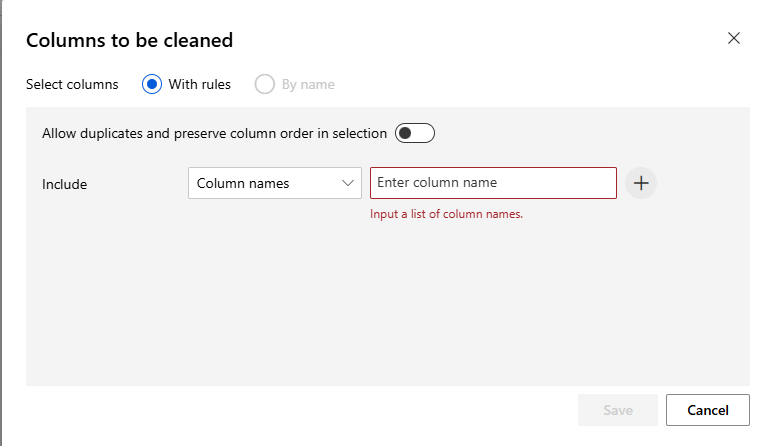 Columns to be cleaned
Select columns With rules By name
Allow duplicates and preserve column order in selection
Include Column names Enter column name
Input a list of column names.
Save Cancel